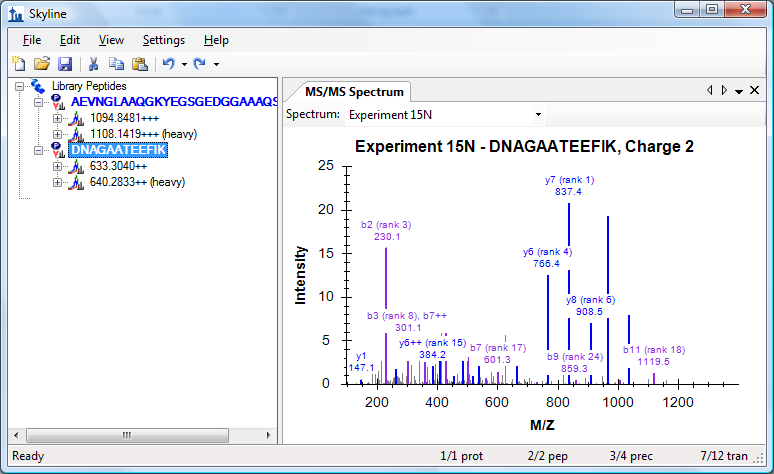 Skyline
File Edit View Settings Help
Library Peptides
AEVNGLAAQGKYEGSGEDGGAAAQS
1094.8481+++
1108.1419+++ (heavy)
DNAGAATEEFIK
633.3040++
640.2833++ (heavy)
MS/MS Spectrum
Spectrum: Experiment 15N
Experiment 15N - DNAGAATEEFIK, Charge 2
Intensity
25
20
15
10
5
0
y7 (rank 1)
837.4
b2 (rank 3)
230.1
y6 (rank 4)
766.4
y8 (rank 6)
908.5
b3 (rank 8), b7++
301.1
y6++ (rank 15)
384.2
b7 (rank 17)
601.3
b9 (rank 24)
859.3
b11 (rank 18)
1119.5
y1
147.1
200 400 600 800 1000 1200
M/Z
Ready 1/1 prot 2/2 pep 3/4 prec 7/12 tran